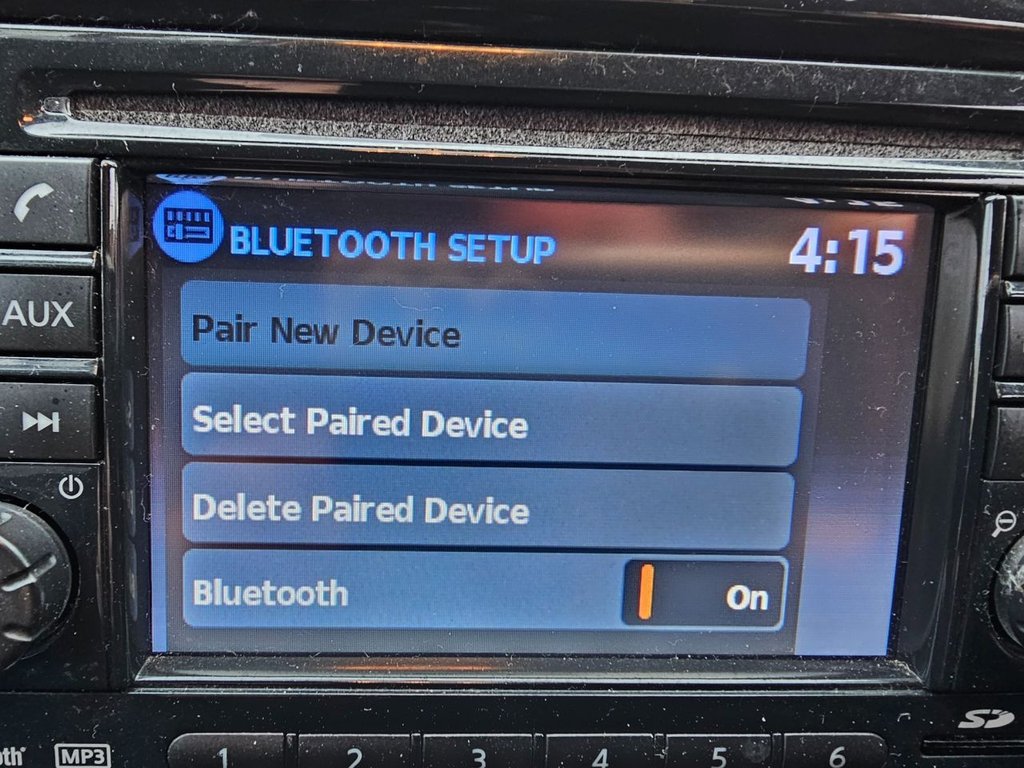 BLUETOOTH SETUP
4:15
Pair New Device
AUX
Select Paired Device
Delete Paired Device
Bluetooth
On
SD
MP3
1
2
3
4
5
6